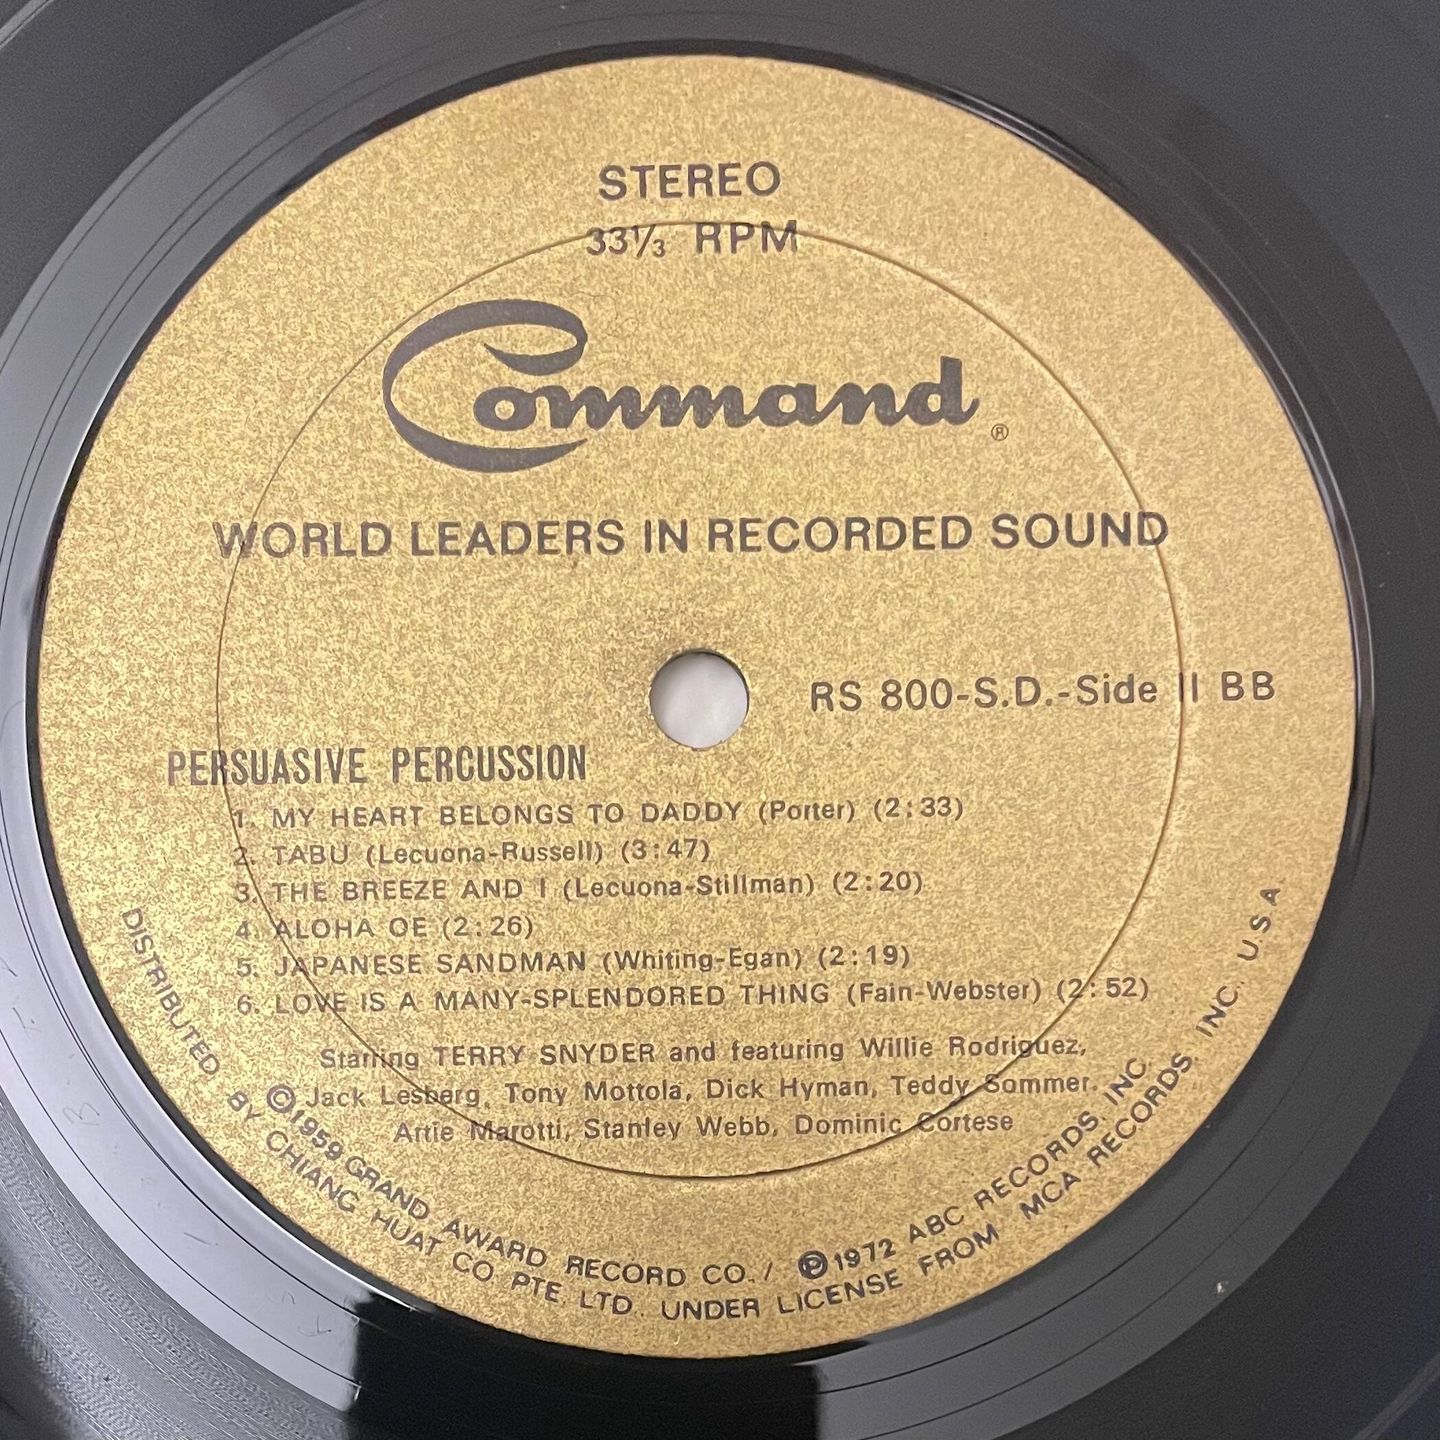 STEREO
33⅓ RPM
Command ®
WORLD LEADERS IN RECORDED SOUND
RS 800-S.D.-Side II BB
PERSUASIVE PERCUSSION
1. MY HEART BELONGS TO DADDY (Porter) (2:33)
2. TABU (Lecuona-Russell) (3:47)
3. THE BREEZE AND I (Lecuona-Stillman) (2:20)
4. ALOHA OE (2:26)
5. JAPANESE SANDMAN (Whiting-Egan) (2:19)
6. LOVE IS A MANY-SPLENDORED THING (Fain-Webster) (2:52)
Starring TERRY SNYDER and featuring Willie Rodriguez,
Jack Lesberg, Tony Mottola, Dick Hyman, Teddy Sommer.
Artie Marotti, Stanley Webb, Dominic Cortese
©1959 GRAND AWARD RECORD CO. / ℗1972 ABC RECORDS, INC.
DISTRIBUTED BY CHIANG HUAT CO PTE. LTD. UNDER LICENSE FROM MCA RECORDS. INC. U.S.A